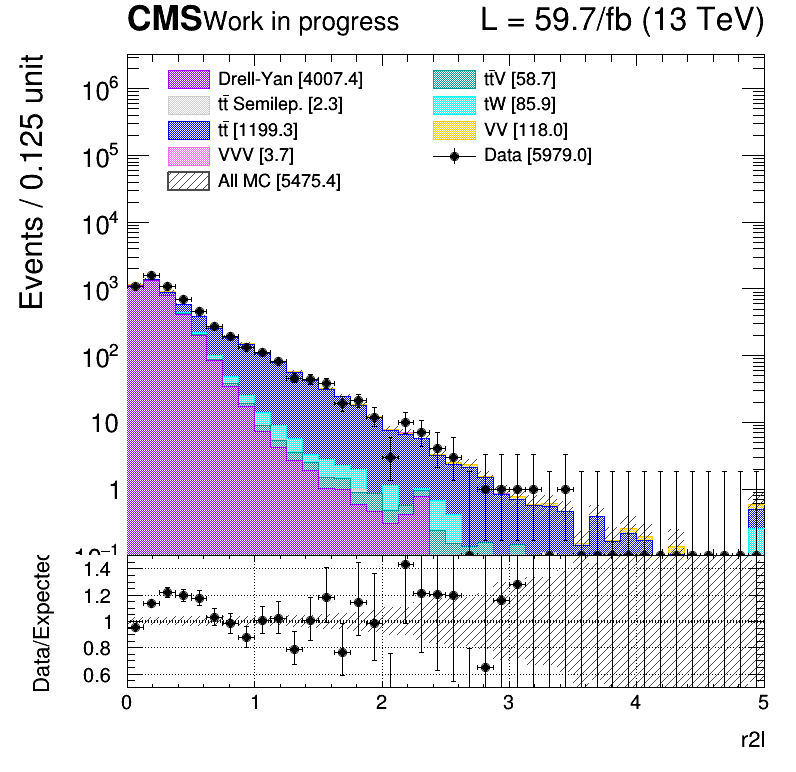 CMS Work in progress L = 59.7/fb (13 TeV)
Events / 0.125 unit
Drell-Yan [4007.4]
tt̄ Semilep. [2.3]
tt̄ [1199.3]
VVV [3.7]
All MC [5475.4]
tt̄V [58.7]
tW [85.9]
VV [118.0]
Data [5979.0]
10⁶
10⁵
10⁴
10³
10²
10
1
10⁻¹
Data/Expected
1.4
1.2
1
0.8
0.6
0 1 2 3 4 5
r2l